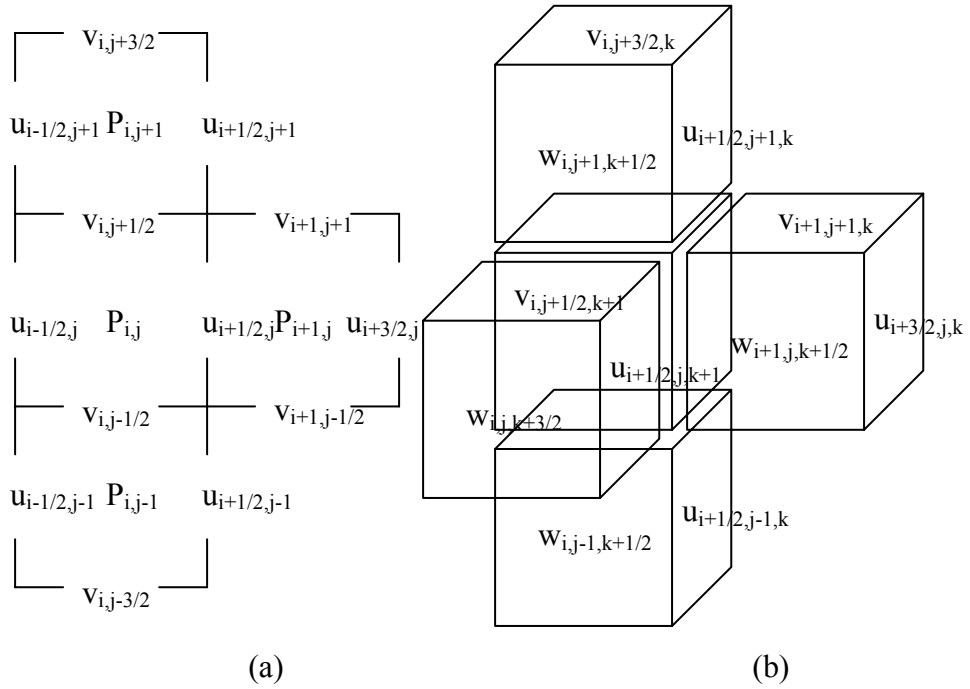 v_{i,j+3/2}
u_{i-1/2,j+1} P_{i,j+1} u_{i+1/2,j+1}
v_{i,j+1/2} v_{i+1,j+1}
u_{i-1/2,j} P_{i,j} u_{i+1/2,j} P_{i+1,j} u_{i+3/2,j}
v_{i,j-1/2} v_{i+1,j-1/2}
u_{i-1/2,j-1} P_{i,j-1} u_{i+1/2,j-1}
v_{i,j-3/2}
(a)
v_{i,j+3/2,k}
u_{i+1/2,j+1,k}
w_{i,j+1,k+1/2}
v_{i+1,j+1,k}
v_{i,j+1/2,k+1}
u_{i+3/2,j,k}
w_{i+1,j,k+1/2}
u_{i+1/2,j,k+1}
w_{i,j,k+3/2}
u_{i+1/2,j-1,k}
w_{i,j-1,k+1/2}
(b)